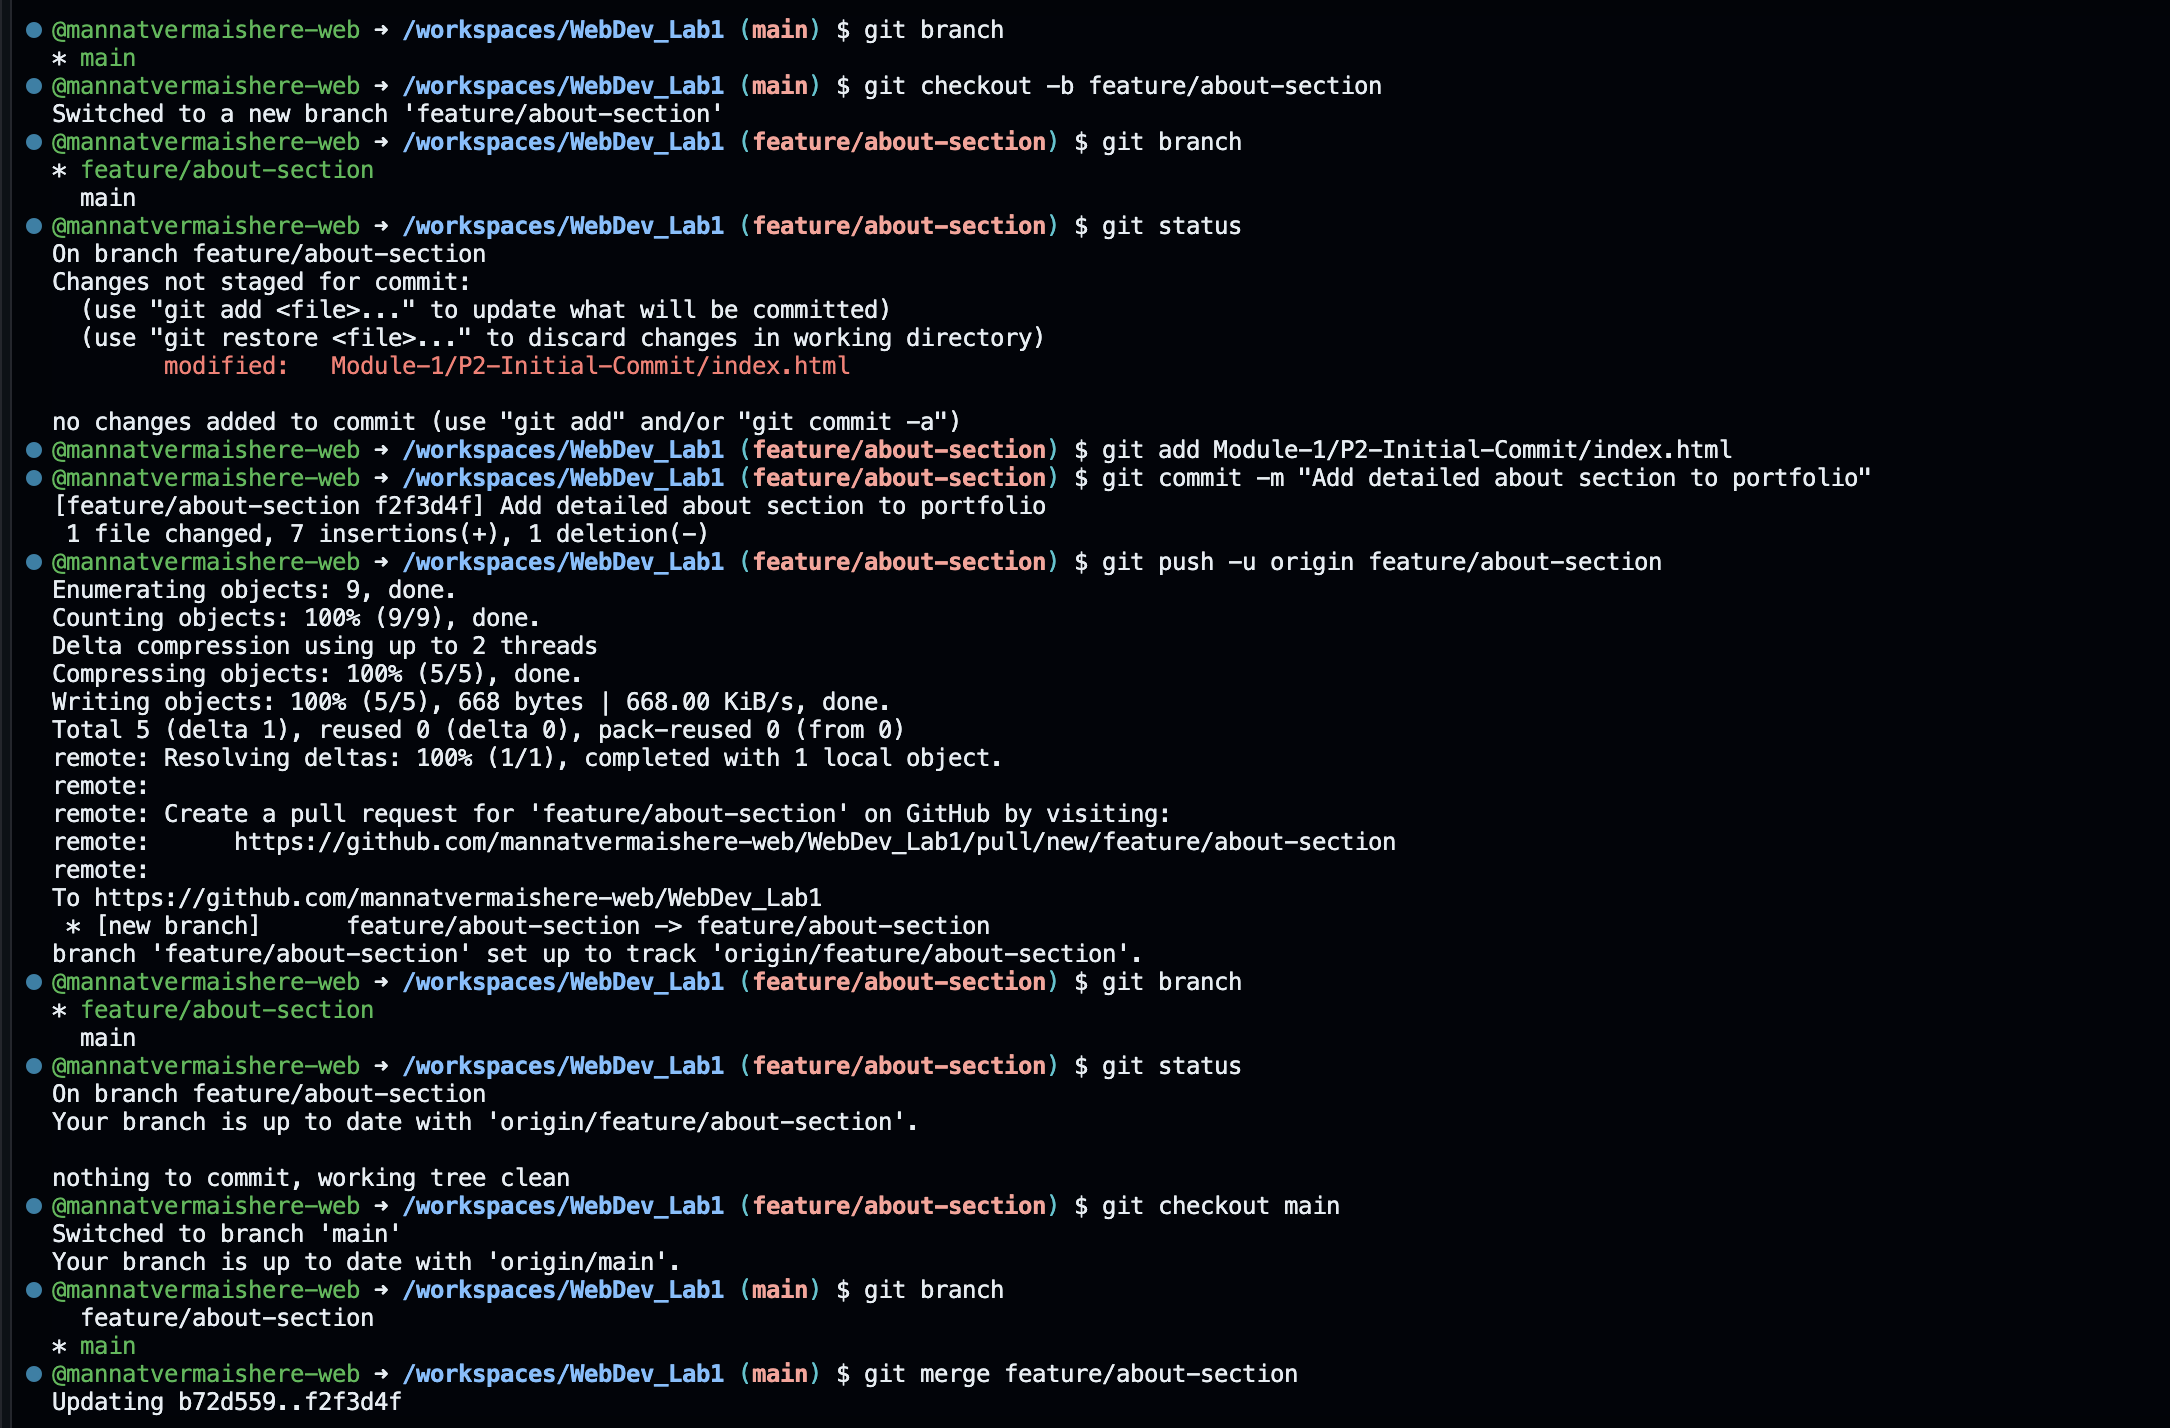 @mannatvermaishere-web ➜ /workspaces/WebDev_Lab1 (main) $ git branch
* main
@mannatvermaishere-web ➜ /workspaces/WebDev_Lab1 (main) $ git checkout -b feature/about-section
Switched to a new branch 'feature/about-section'
@mannatvermaishere-web ➜ /workspaces/WebDev_Lab1 (feature/about-section) $ git branch
* feature/about-section
  main
@mannatvermaishere-web ➜ /workspaces/WebDev_Lab1 (feature/about-section) $ git status
On branch feature/about-section
Changes not staged for commit:
  (use "git add <file>..." to update what will be committed)
  (use "git restore <file>..." to discard changes in working directory)
        modified:   Module-1/P2-Initial-Commit/index.html

no changes added to commit (use "git add" and/or "git commit -a")
@mannatvermaishere-web ➜ /workspaces/WebDev_Lab1 (feature/about-section) $ git add Module-1/P2-Initial-Commit/index.html
@mannatvermaishere-web ➜ /workspaces/WebDev_Lab1 (feature/about-section) $ git commit -m "Add detailed about section to portfolio"
[feature/about-section f2f3d4f] Add detailed about section to portfolio
 1 file changed, 7 insertions(+), 1 deletion(-)
@mannatvermaishere-web ➜ /workspaces/WebDev_Lab1 (feature/about-section) $ git push -u origin feature/about-section
Enumerating objects: 9, done.
Counting objects: 100% (9/9), done.
Delta compression using up to 2 threads
Compressing objects: 100% (5/5), done.
Writing objects: 100% (5/5), 668 bytes | 668.00 KiB/s, done.
Total 5 (delta 1), reused 0 (delta 0), pack-reused 0 (from 0)
remote: Resolving deltas: 100% (1/1), completed with 1 local object.
remote:
remote: Create a pull request for 'feature/about-section' on GitHub by visiting:
remote:      https://github.com/mannatvermaishere-web/WebDev_Lab1/pull/new/feature/about-section
remote:
To https://github.com/mannatvermaishere-web/WebDev_Lab1
 * [new branch]      feature/about-section -> feature/about-section
branch 'feature/about-section' set up to track 'origin/feature/about-section'.
@mannatvermaishere-web ➜ /workspaces/WebDev_Lab1 (feature/about-section) $ git branch
* feature/about-section
  main
@mannatvermaishere-web ➜ /workspaces/WebDev_Lab1 (feature/about-section) $ git status
On branch feature/about-section
Your branch is up to date with 'origin/feature/about-section'.

nothing to commit, working tree clean
@mannatvermaishere-web ➜ /workspaces/WebDev_Lab1 (feature/about-section) $ git checkout main
Switched to branch 'main'
Your branch is up to date with 'origin/main'.
@mannatvermaishere-web ➜ /workspaces/WebDev_Lab1 (main) $ git branch
  feature/about-section
* main
@mannatvermaishere-web ➜ /workspaces/WebDev_Lab1 (main) $ git merge feature/about-section
Updating b72d559..f2f3d4f